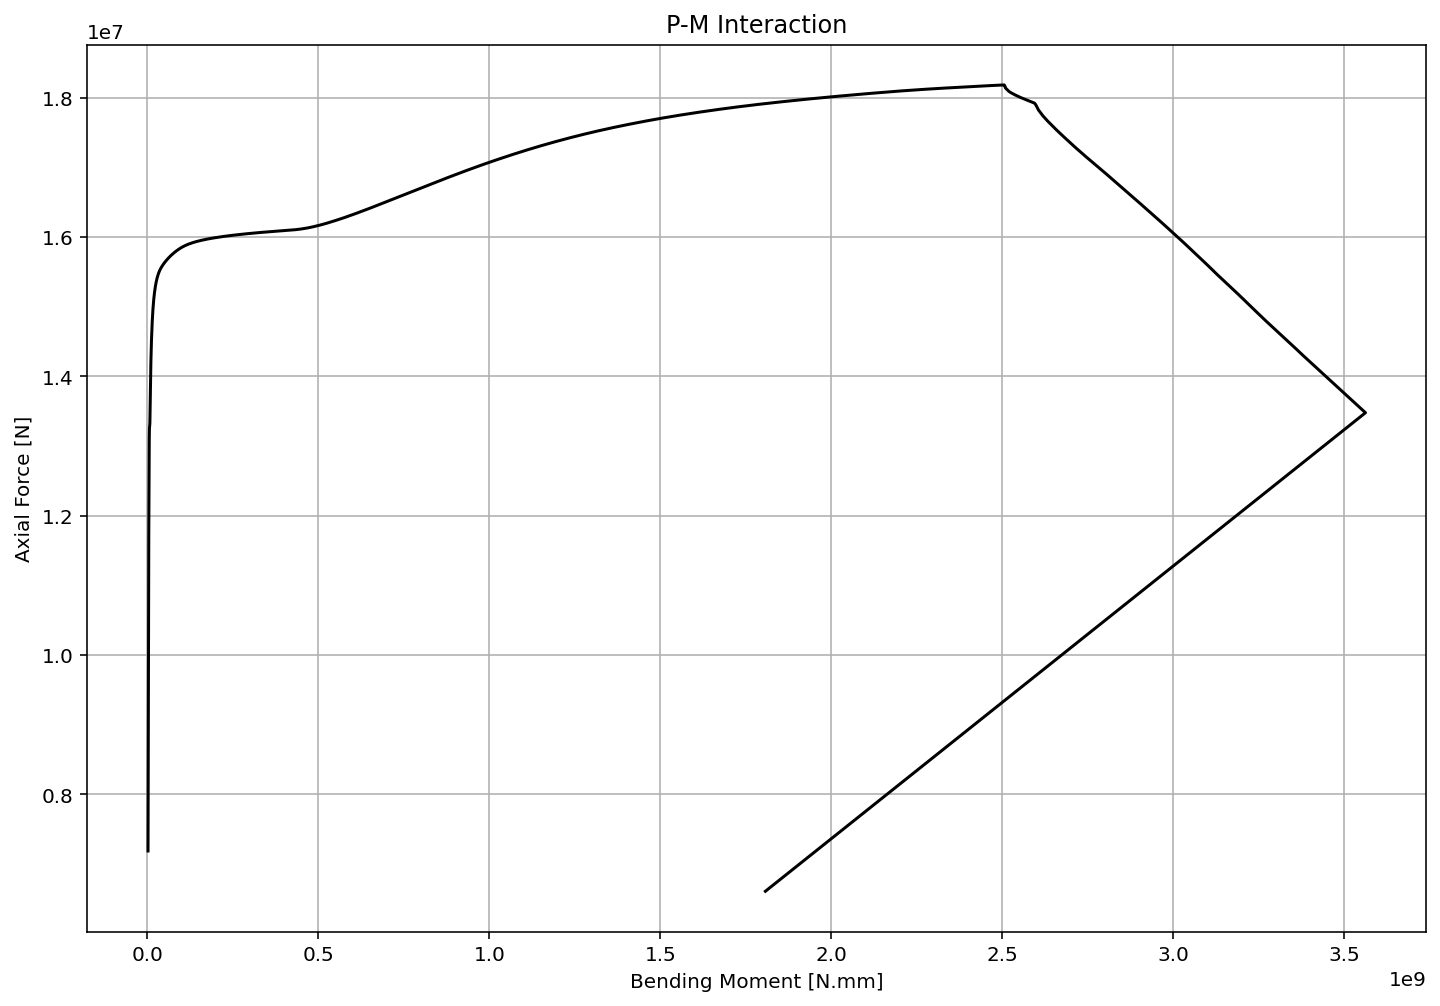 P-M Interaction
1e7
1.8
1.6
1.4
1.2
1.0
0.8
Axial Force [N]
0.0 0.5 1.0 1.5 2.0 2.5 3.0 3.5
Bending Moment [N.mm]
1e9